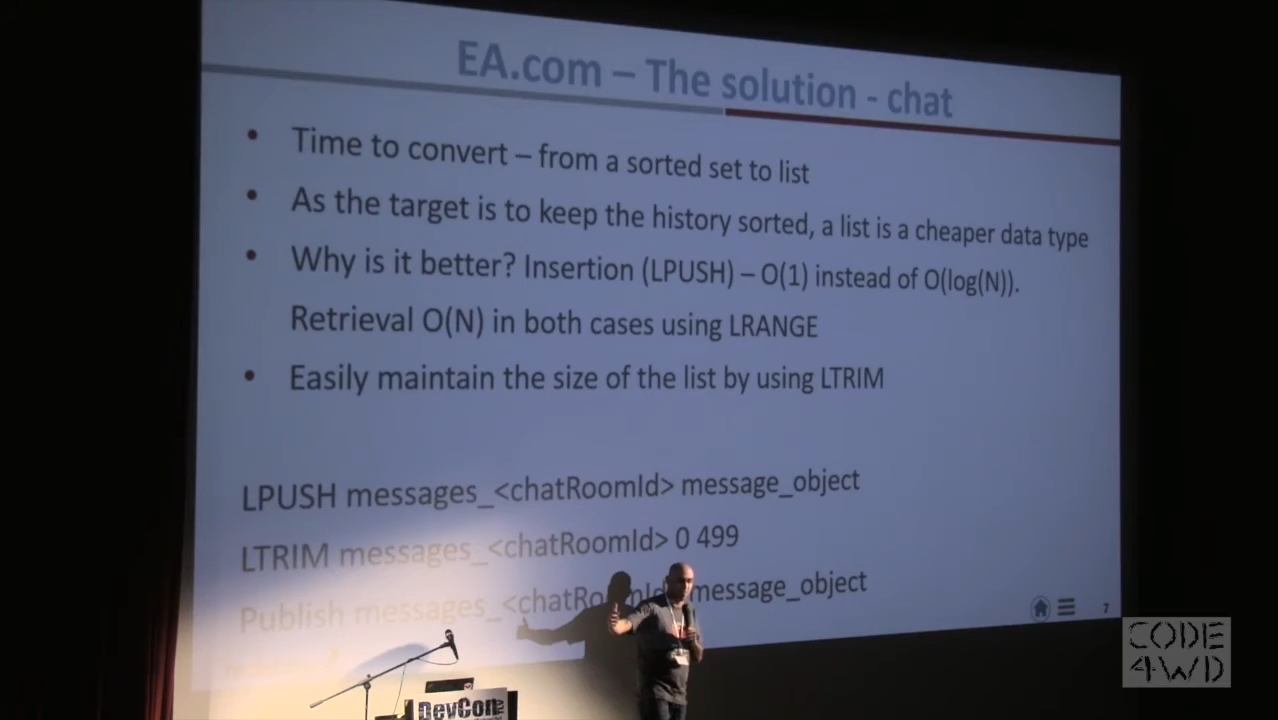 EA.com – The solution - chat
• Time to convert – from a sorted set to list
• As the target is to keep the history sorted, a list is a cheaper data type
• Why is it better? Insertion (LPUSH) – O(1) instead of O(log(N)).
Retrieval O(N) in both cases using LRANGE
• Easily maintain the size of the list by using LTRIM
LPUSH messages_<chatRoomId> message_object
LTRIM messages_<chatRoomId> 0 499
Publish messages_<chatRoomId> message_object
7
CODE
4WD
DevCon